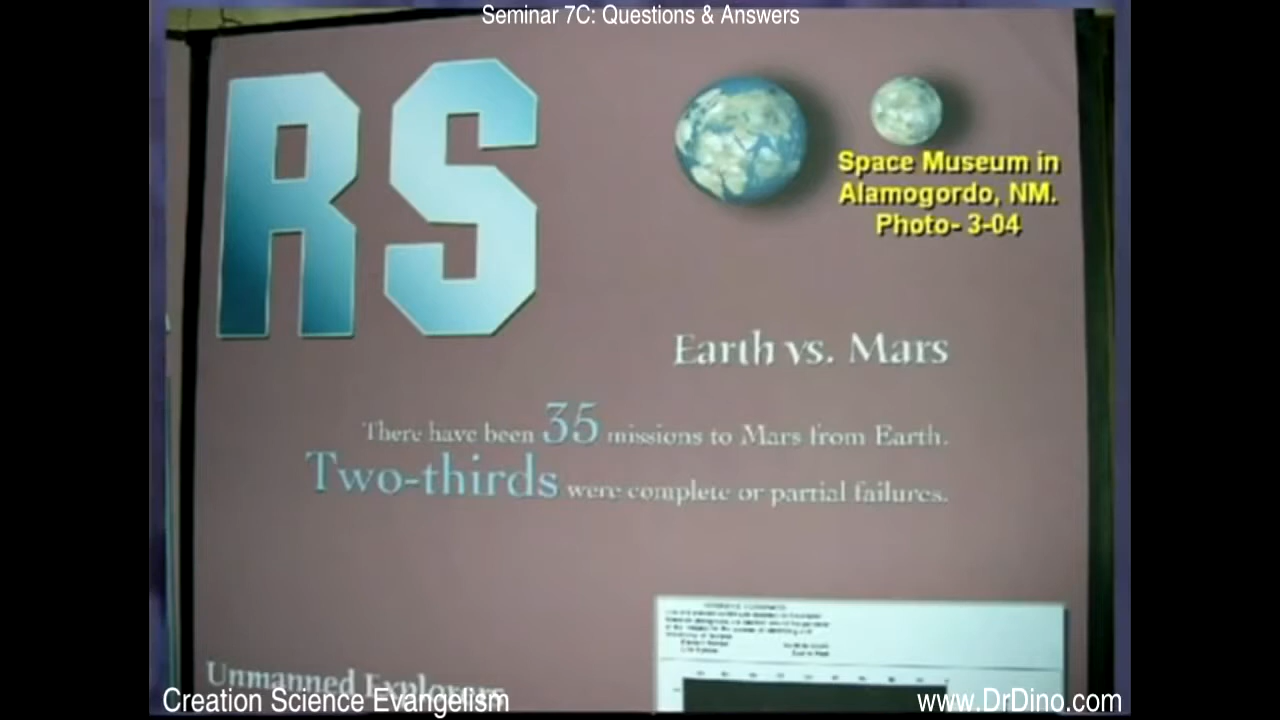 Seminar 7C: Questions & Answers
RS
Space Museum in
Alamogordo, NM.
Photo- 3-04
Earth vs. Mars
There have been 35 missions to Mars from Earth.
Two-thirds were complete or partial failures.
Unmanned Explorers
Creation Science Evangelism
www.DrDino.com